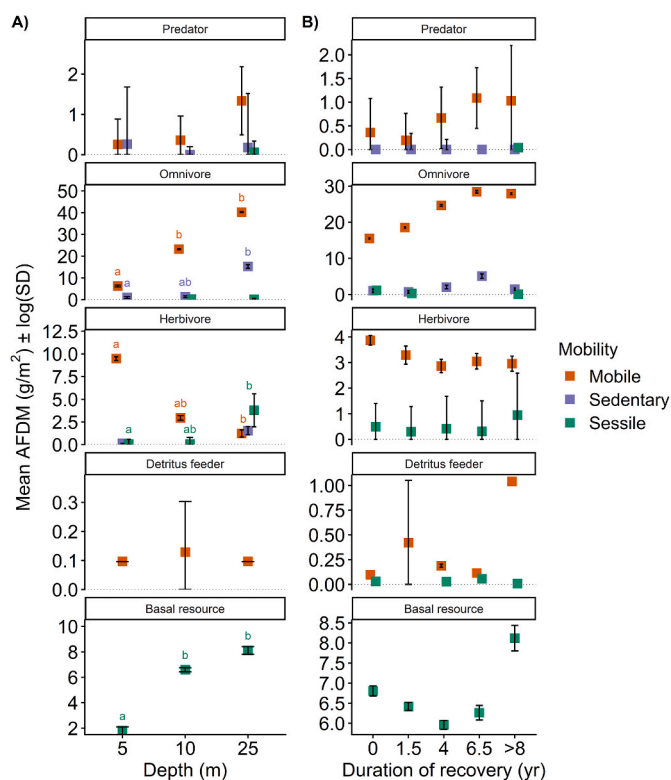 A)
B)
Mean AFDM (g/m²) ± log(SD)
Predator
2
1
0
Omnivore
50
40
30
20
10
0
a
a
b
ab
b
b
Herbivore
12.5
10.0
7.5
5.0
2.5
0.0
a
a
ab
ab
b
b
Detritus feeder
0.3
0.2
0.1
0.0
Basal resource
10
8
6
4
2
a
b
b
5 10 25
Depth (m)
Predator
2.0
1.5
1.0
0.5
0.0
Omnivore
30
20
10
0
Herbivore
4
3
2
1
0
Detritus feeder
1.00
0.75
0.50
0.25
0.00
Basal resource
8.5
8.0
7.5
7.0
6.5
6.0
0 1.5 4 6.5 >8
Duration of recovery (yr)
Mobility
Mobile
Sedentary
Sessile